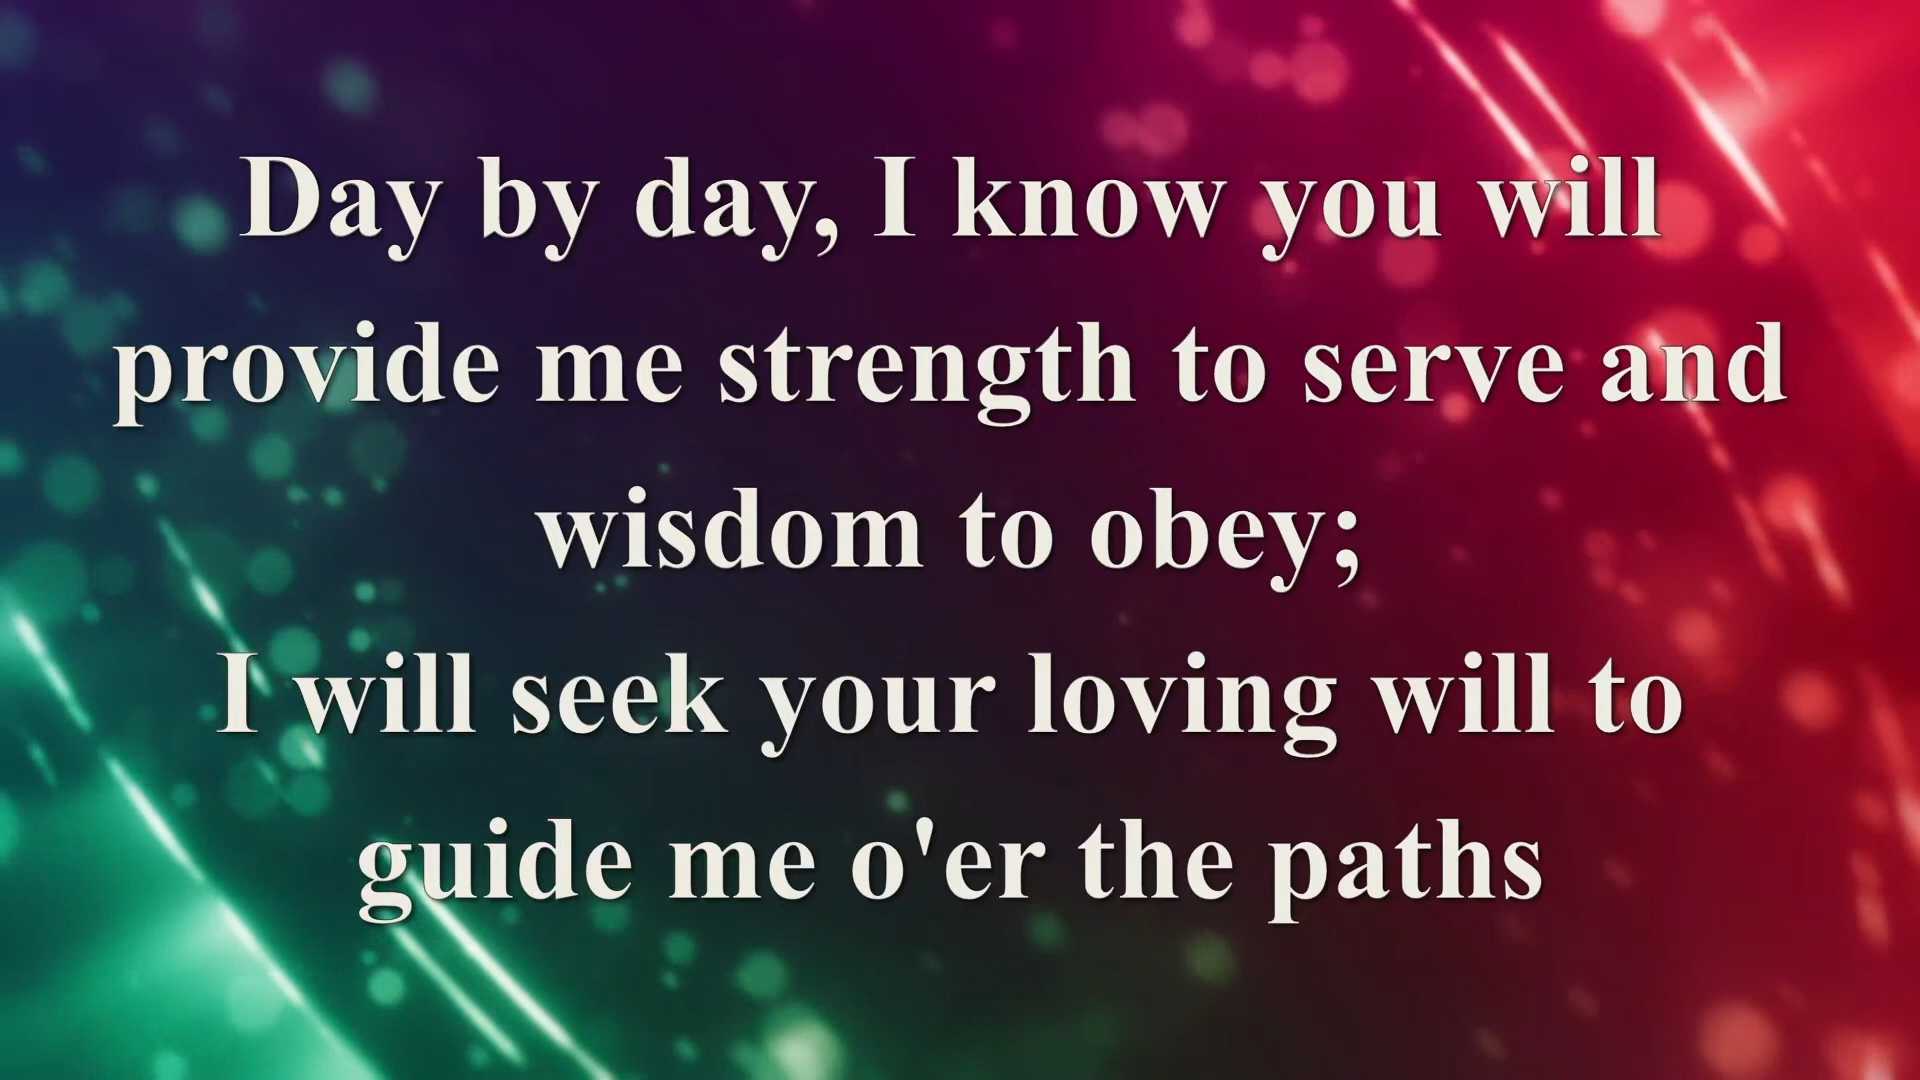 Day by day, I know you will
provide me strength to serve and
wisdom to obey;
I will seek your loving will to
guide me o'er the paths